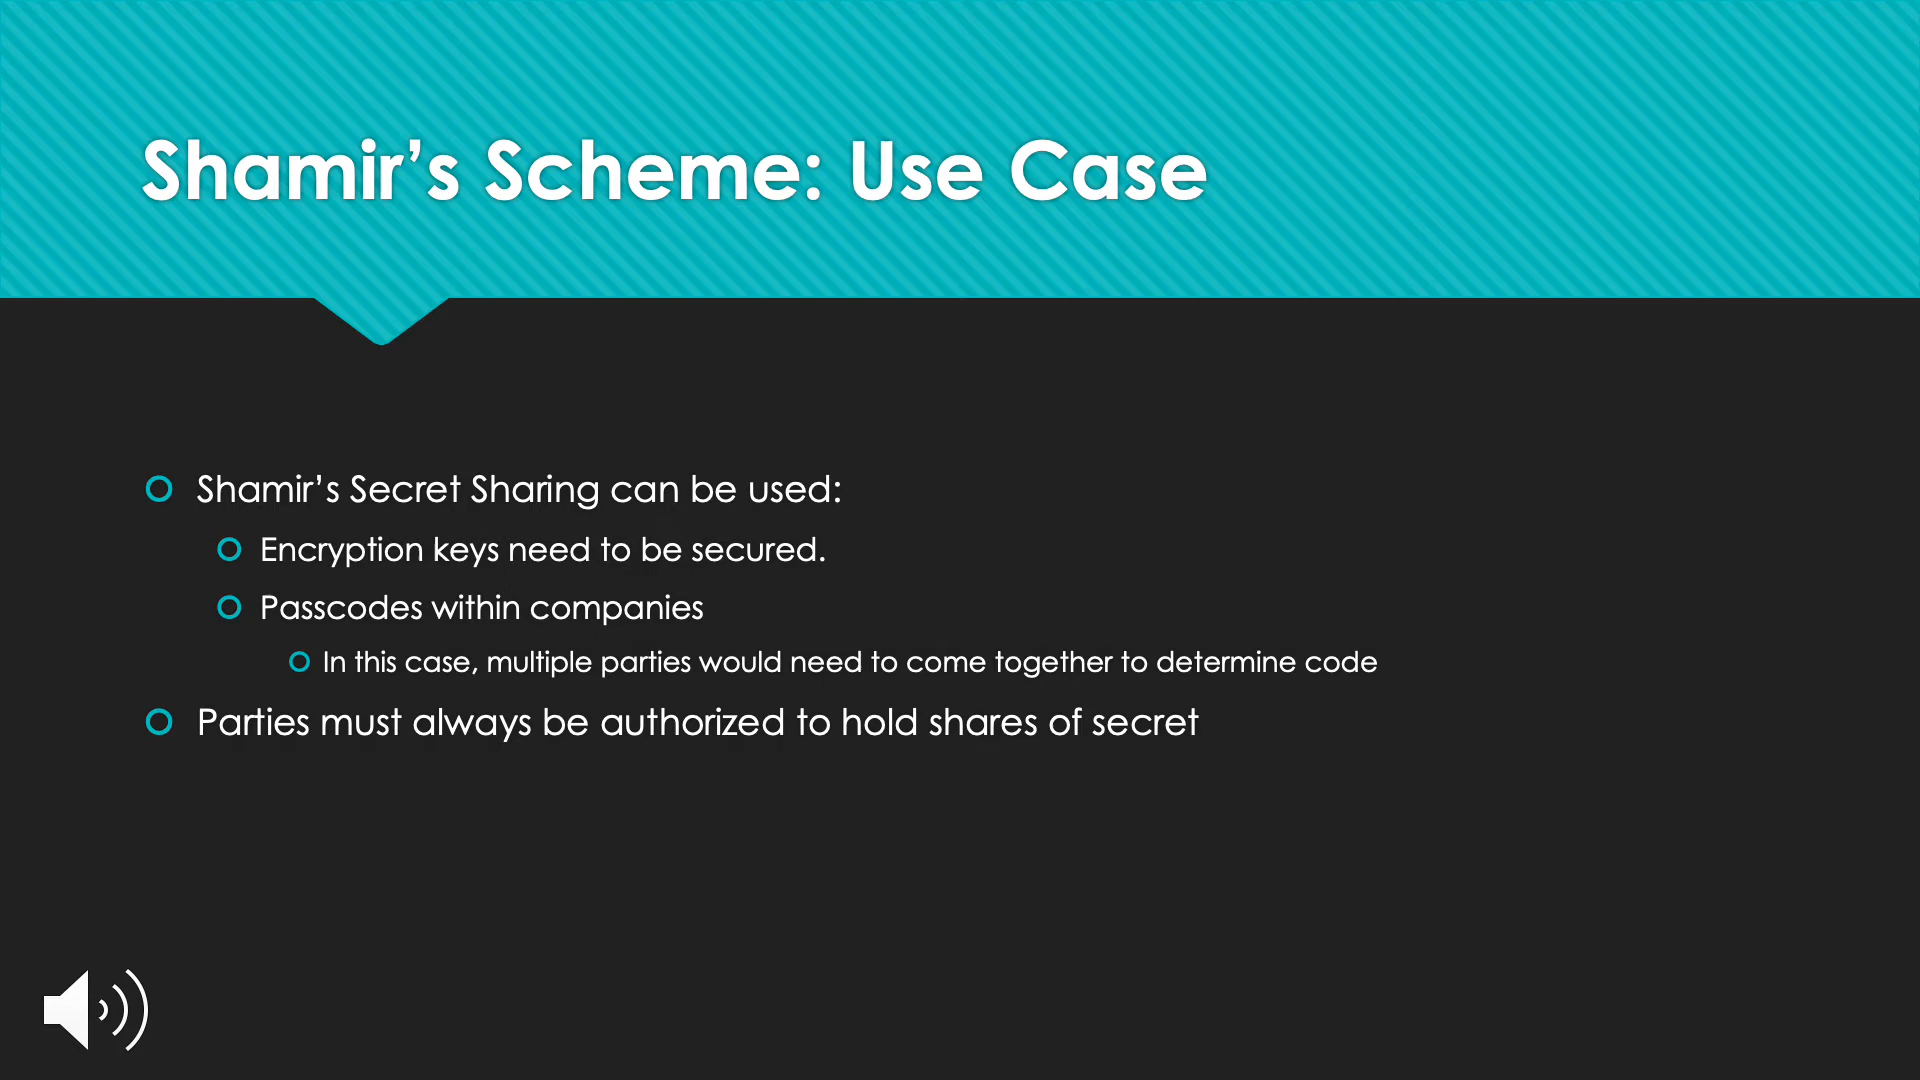 Shamir’s Scheme: Use Case
Shamir’s Secret Sharing can be used:
Encryption keys need to be secured.
Passcodes within companies
In this case, multiple parties would need to come together to determine code
Parties must always be authorized to hold shares of secret